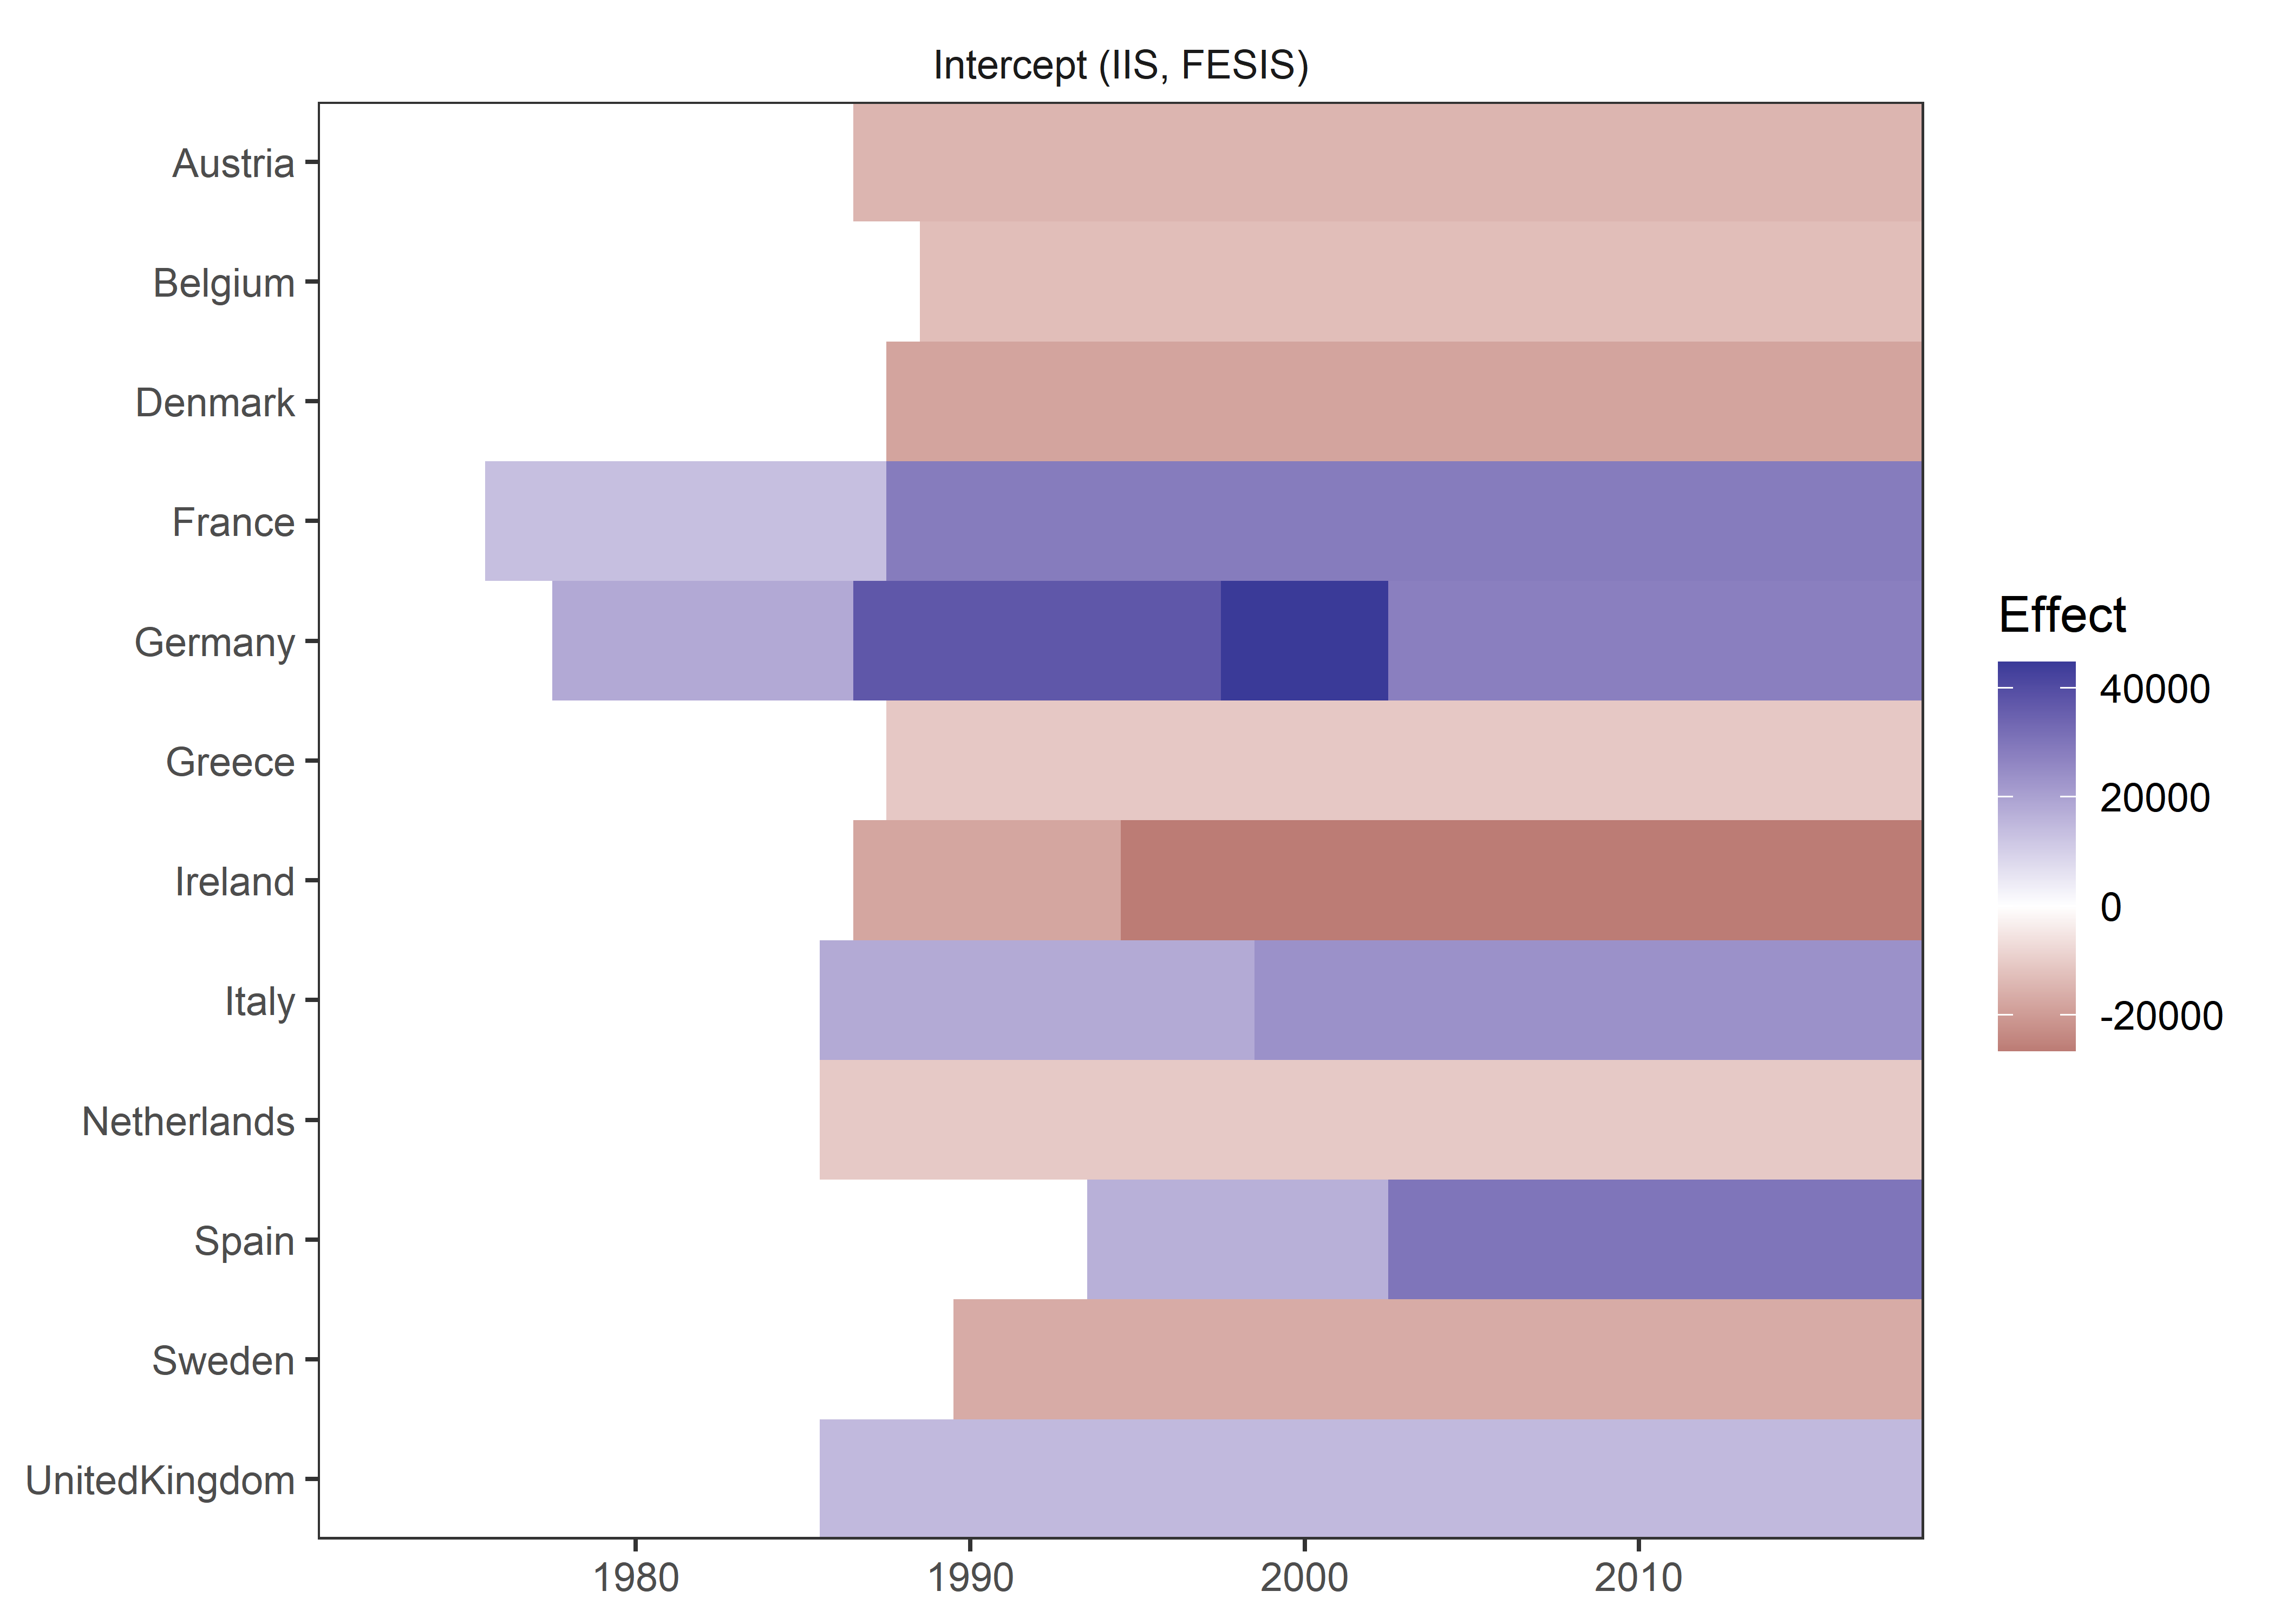 Intercept (IIS, FESIS)
Austria
Belgium
Denmark
France
Germany
Greece
Ireland
Italy
Netherlands
Spain
Sweden
UnitedKingdom
1980 1990 2000 2010
Effect
40000
20000
0
-20000